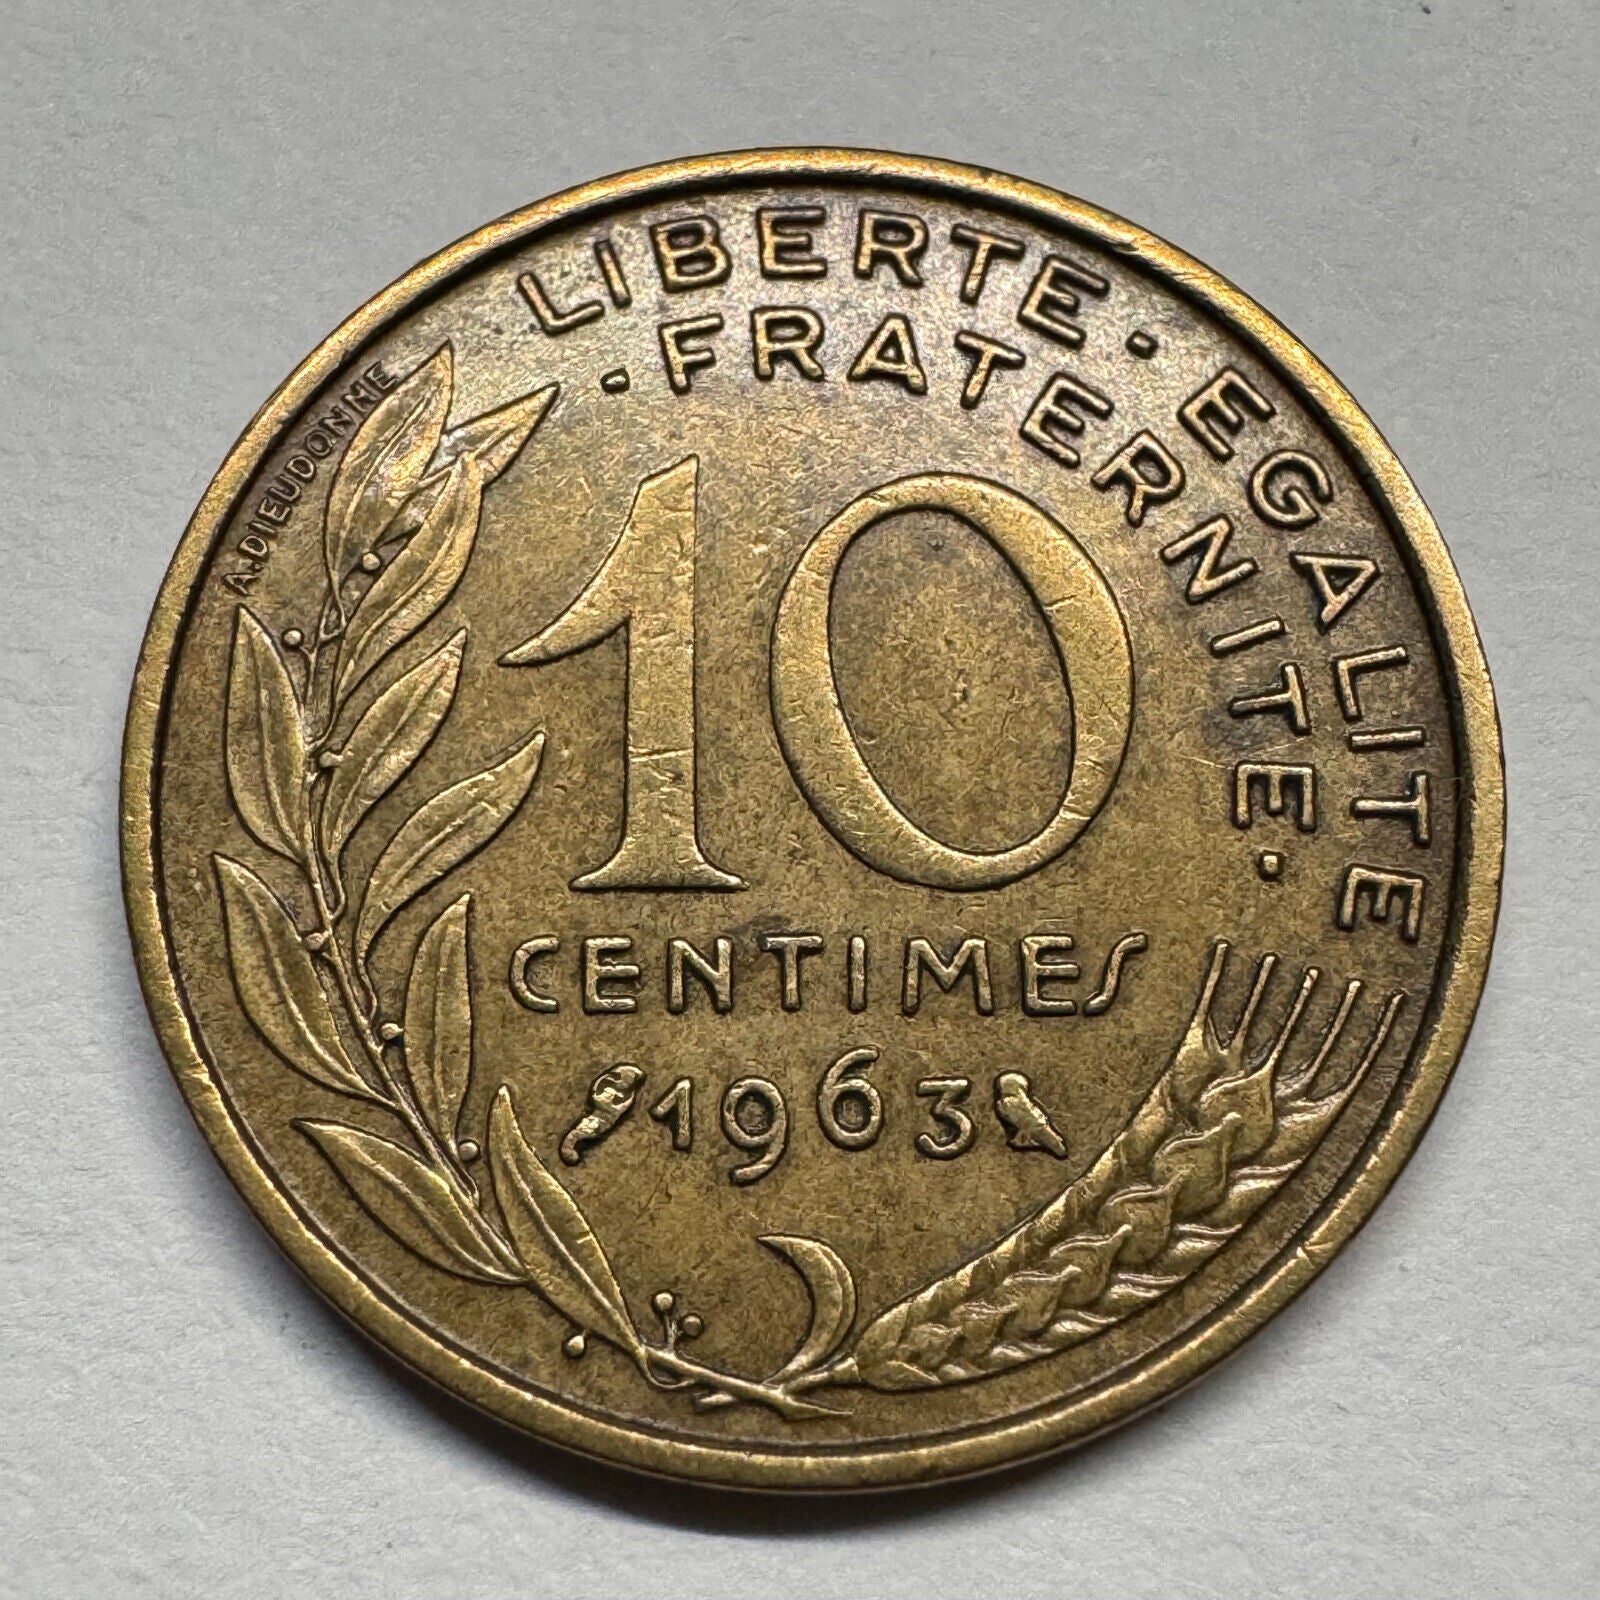 LIBERTE · EGALITE
· FRATERNITE ·
A.DIEUDONNE
10
CENTIMES
1963